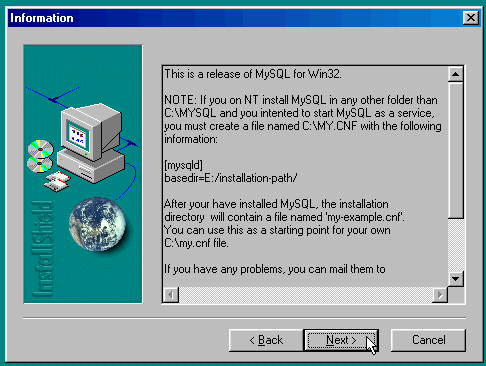 Information
This is a release of MySQL for Win32.
NOTE: If you on NT install MySQL in any other folder than
C:\MYSQL and you intented to start MySQL as a service,
you must create a file named C:\MY.CNF with the following
information:
[mysqld]
basedir=E:/installation-path/
After your have installed MySQL, the installation
directory will contain a file named 'my-example.cnf'.
You can use this as a starting point for your own
C:\my.cnf file.
If you have any problems, you can mail them to
InstallShield
< Back
Next >
Cancel